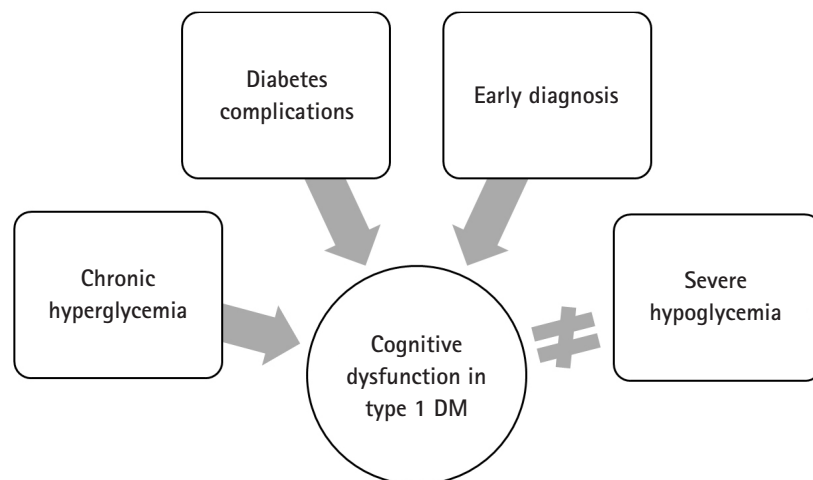 Diabetes
complications
Early diagnosis
Chronic
hyperglycemia
Severe
hypoglycemia
Cognitive
dysfunction in
type 1 DM